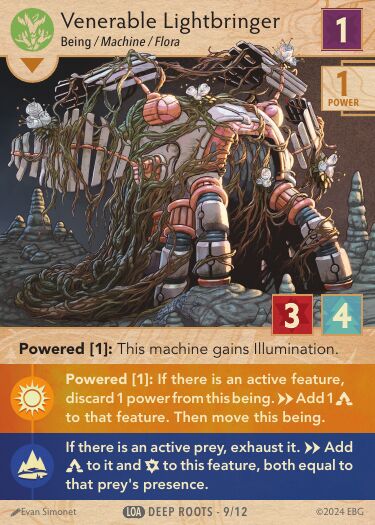 Venerable Lightbringer
1
Being / Machine / Flora
1
POWER
3 4
Powered [1]: This machine gains Illumination.
Powered [1]: If there is an active feature,
discard 1 power from this being. Add 1
to that feature. Then move this being.
If there is an active prey, exhaust it. Add
to it and to this feature, both equal to
that prey's presence.
Evan Simonet LOA DEEP ROOTS - 9/12 ©2024 EBG